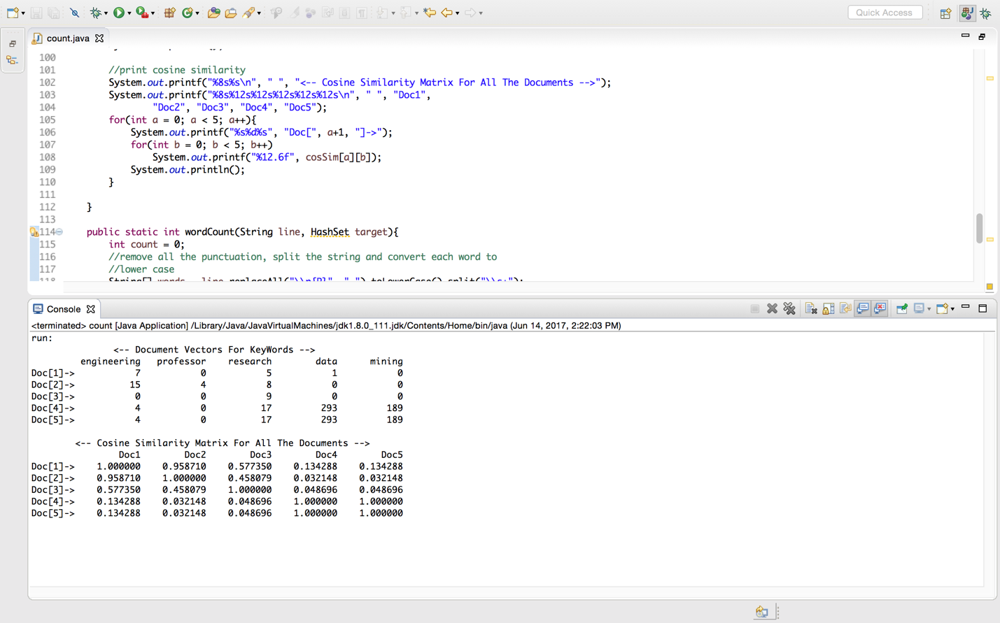 Quick Access
count.java
100
101 //print cosine similarity
102 System.out.printf("%8s%s\n", " ", "<-- Cosine Similarity Matrix For All The Documents -->");
103 System.out.printf("%8s%12s%12s%12s%12s%12s\n", " ", "Doc1",
104 "Doc2", "Doc3", "Doc4", "Doc5");
105 for(int a = 0; a < 5; a++){
106 System.out.printf("%s%d%s", "Doc[", a+1, "]->");
107 for(int b = 0; b < 5; b++)
108 System.out.printf("%12.6f", cosSim[a][b]);
109 System.out.println();
110 }
111
112 }
113
114 public static int wordCount(String line, HashSet target){
115 int count = 0;
116 //remove all the punctuation, split the string and convert each word to
117 //lower case
Console
<terminated> count [Java Application] /Library/Java/JavaVirtualMachines/jdk1.8.0_111.jdk/Contents/Home/bin/java (Jun 14, 2017, 2:22:03 PM)
run:
<-- Document Vectors For KeyWords -->
engineering professor research data mining
Doc[1]-> 7 0 5 1 0
Doc[2]-> 15 4 8 0 0
Doc[3]-> 0 0 9 0 0
Doc[4]-> 4 0 17 293 189
Doc[5]-> 4 0 17 293 189
<-- Cosine Similarity Matrix For All The Documents -->
Doc1 Doc2 Doc3 Doc4 Doc5
Doc[1]-> 1.000000 0.958710 0.577350 0.134288 0.134288
Doc[2]-> 0.958710 1.000000 0.458079 0.032148 0.032148
Doc[3]-> 0.577350 0.458079 1.000000 0.048696 0.048696
Doc[4]-> 0.134288 0.032148 0.048696 1.000000 1.000000
Doc[5]-> 0.134288 0.032148 0.048696 1.000000 1.000000